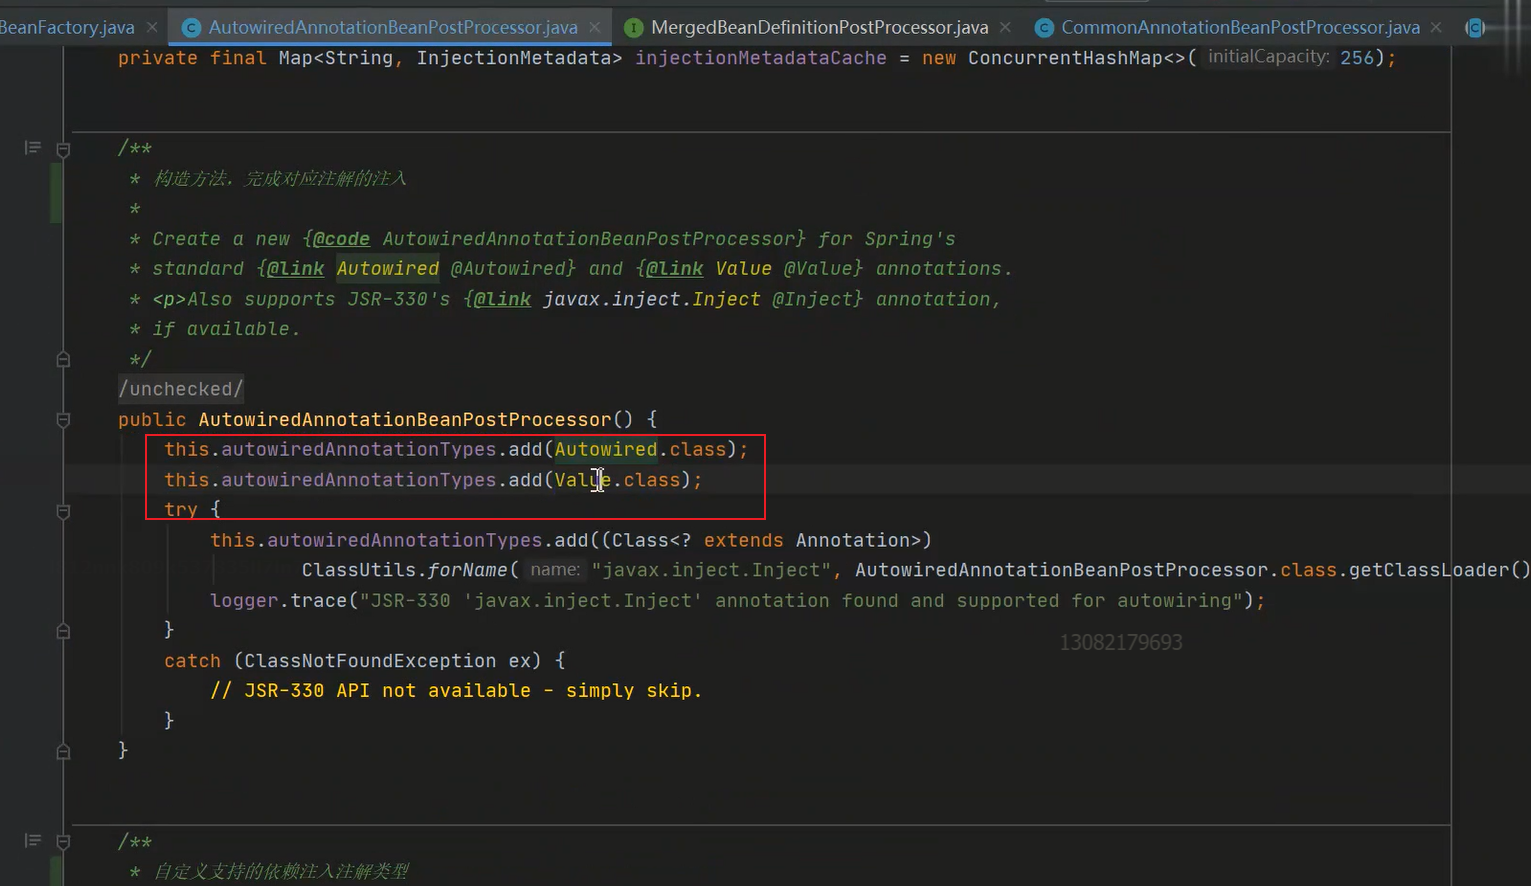 BeanFactory.java AutowiredAnnotationBeanPostProcessor.java MergedBeanDefinitionPostProcessor.java CommonAnnotationBeanPostProcessor.java
private final Map<String, InjectionMetadata> injectionMetadataCache = new ConcurrentHashMap<>( initialCapacity: 256);
/**
* 构造方法，完成对应注解的注入
*
* Create a new {@code AutowiredAnnotationBeanPostProcessor} for Spring's
* standard {@link Autowired @Autowired} and {@link Value @Value} annotations.
* <p>Also supports JSR-330's {@link javax.inject.Inject @Inject} annotation,
* if available.
*/
/unchecked/
public AutowiredAnnotationBeanPostProcessor() {
this.autowiredAnnotationTypes.add(Autowired.class);
this.autowiredAnnotationTypes.add(Value.class);
try {
this.autowiredAnnotationTypes.add((Class<? extends Annotation>)
ClassUtils.forName( name: "javax.inject.Inject", AutowiredAnnotationBeanPostProcessor.class.getClassLoader()
logger.trace("JSR-330 'javax.inject.Inject' annotation found and supported for autowiring");
}
13082179693
catch (ClassNotFoundException ex) {
// JSR-330 API not available - simply skip.
}
}
/**
* 自定义支持的依赖注入注解类型